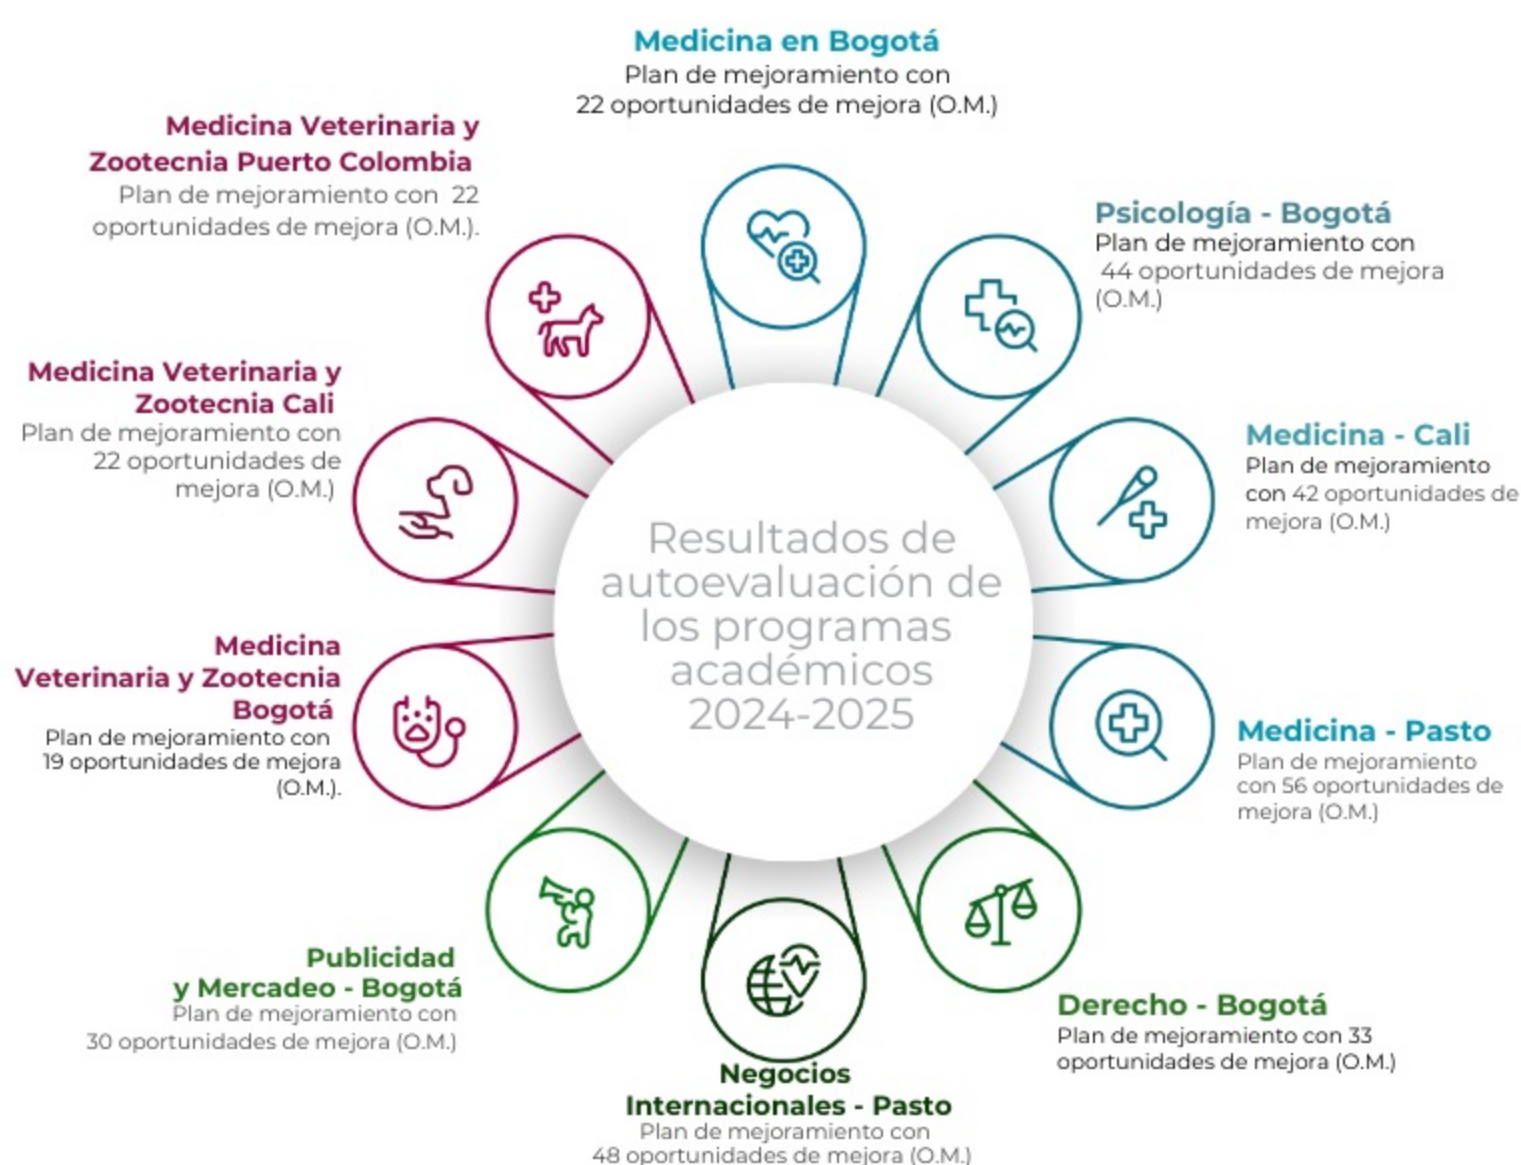 Medicina en Bogotá
Plan de mejoramiento con
22 oportunidades de mejora (O.M.)
Medicina Veterinaria y
Zootecnia Puerto Colombia
Plan de mejoramiento con 22
oportunidades de mejora (O.M.).
Psicología - Bogotá
Plan de mejoramiento con
44 oportunidades de mejora
(O.M.)
Medicina Veterinaria y
Zootecnia Cali
Plan de mejoramiento con
22 oportunidades de
mejora (O.M.)
Medicina - Cali
Plan de mejoramiento
con 42 oportunidades de
mejora (O.M.)
Resultados de
autoevaluación de
los programas
académicos
2024-2025
Medicina
Veterinaria y Zootecnia
Bogotá
Plan de mejoramiento con
19 oportunidades de mejora
(O.M.).
Medicina - Pasto
Plan de mejoramiento
con 56 oportunidades de
mejora (O.M.)
Publicidad
y Mercadeo - Bogotá
Plan de mejoramiento con
30 oportunidades de mejora (O.M.)
Derecho - Bogotá
Plan de mejoramiento con 33
oportunidades de mejora (O.M.)
Negocios
Internacionales - Pasto
Plan de mejoramiento con
48 oportunidades de mejora (O.M.)